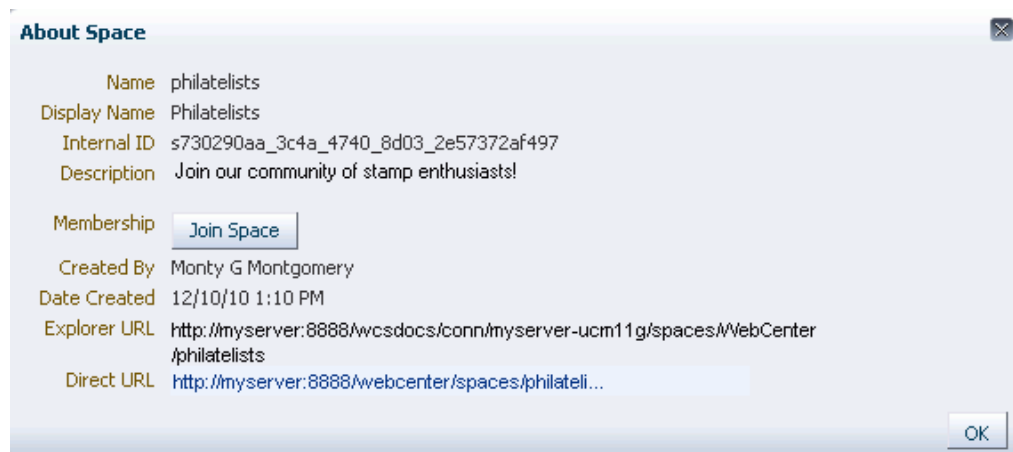 About Space
Name philatelists
Display Name Philatelists
Internal ID s730290aa_3c4a_4740_8d03_2e57372af497
Description Join our community of stamp enthusiasts!
Membership Join Space
Created By Monty G Montgomery
Date Created 12/10/10 1:10 PM
Explorer URL http://myserver:8888/wcsdocs/conn/myserver-ucm11g/spaces/WebCenter
/philatelists
Direct URL http://myserver:8888/webcenter/spaces/philateli...
OK